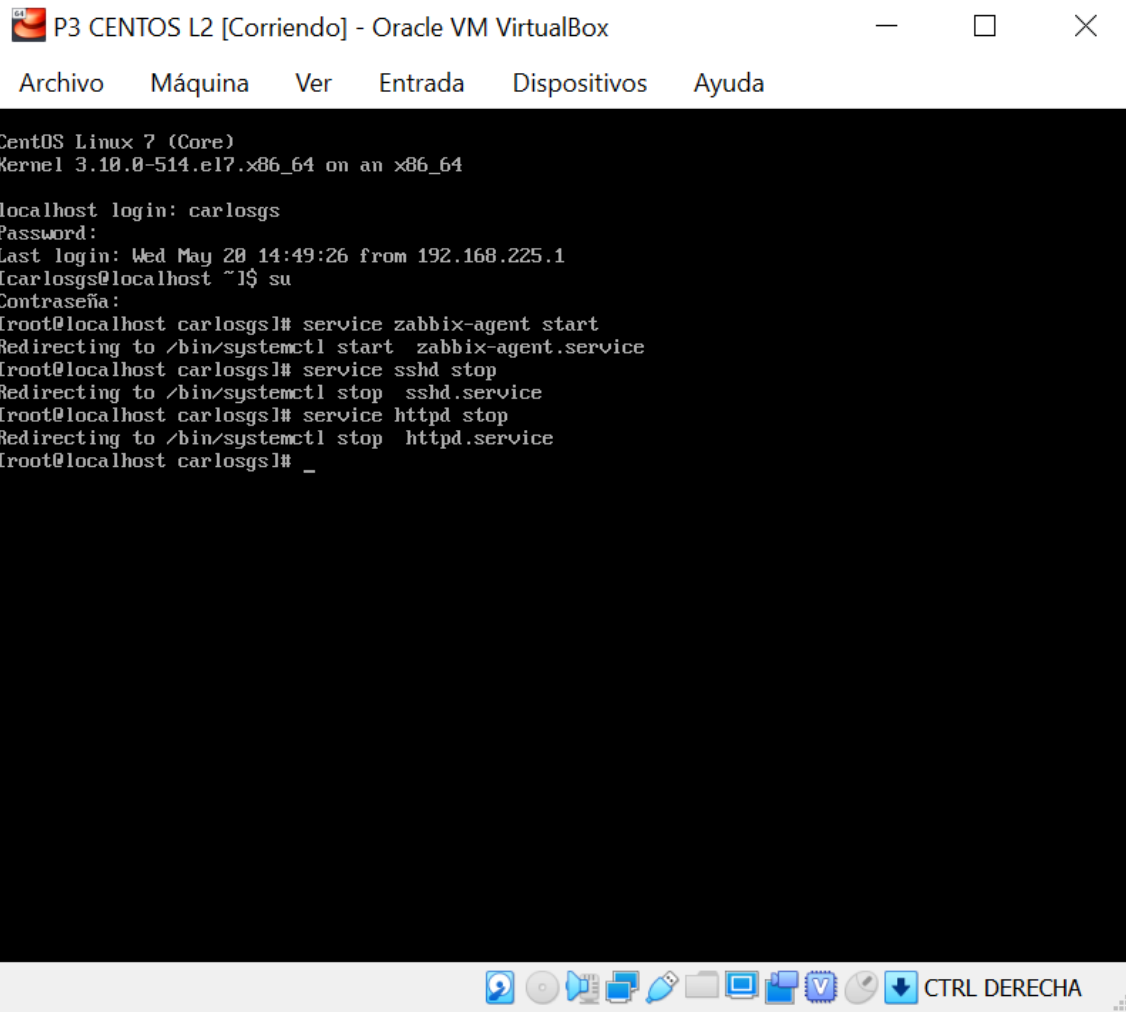 64
P3 CENTOS L2 [Corriendo] - Oracle VM VirtualBox
Archivo Máquina Ver Entrada Dispositivos Ayuda
CentOS Linux 7 (Core)
Kernel 3.10.0-514.el7.x86_64 on an x86_64
localhost login: carlosgs
Password:
Last login: Wed May 20 14:49:26 from 192.168.225.1
[carlosgs@localhost ~]$ su
Contraseña:
[root@localhost carlosgs]# service zabbix-agent start
Redirecting to /bin/systemctl start  zabbix-agent.service
[root@localhost carlosgs]# service sshd stop
Redirecting to /bin/systemctl stop  sshd.service
[root@localhost carlosgs]# service httpd stop
Redirecting to /bin/systemctl stop  httpd.service
[root@localhost carlosgs]# _
V
CTRL DERECHA